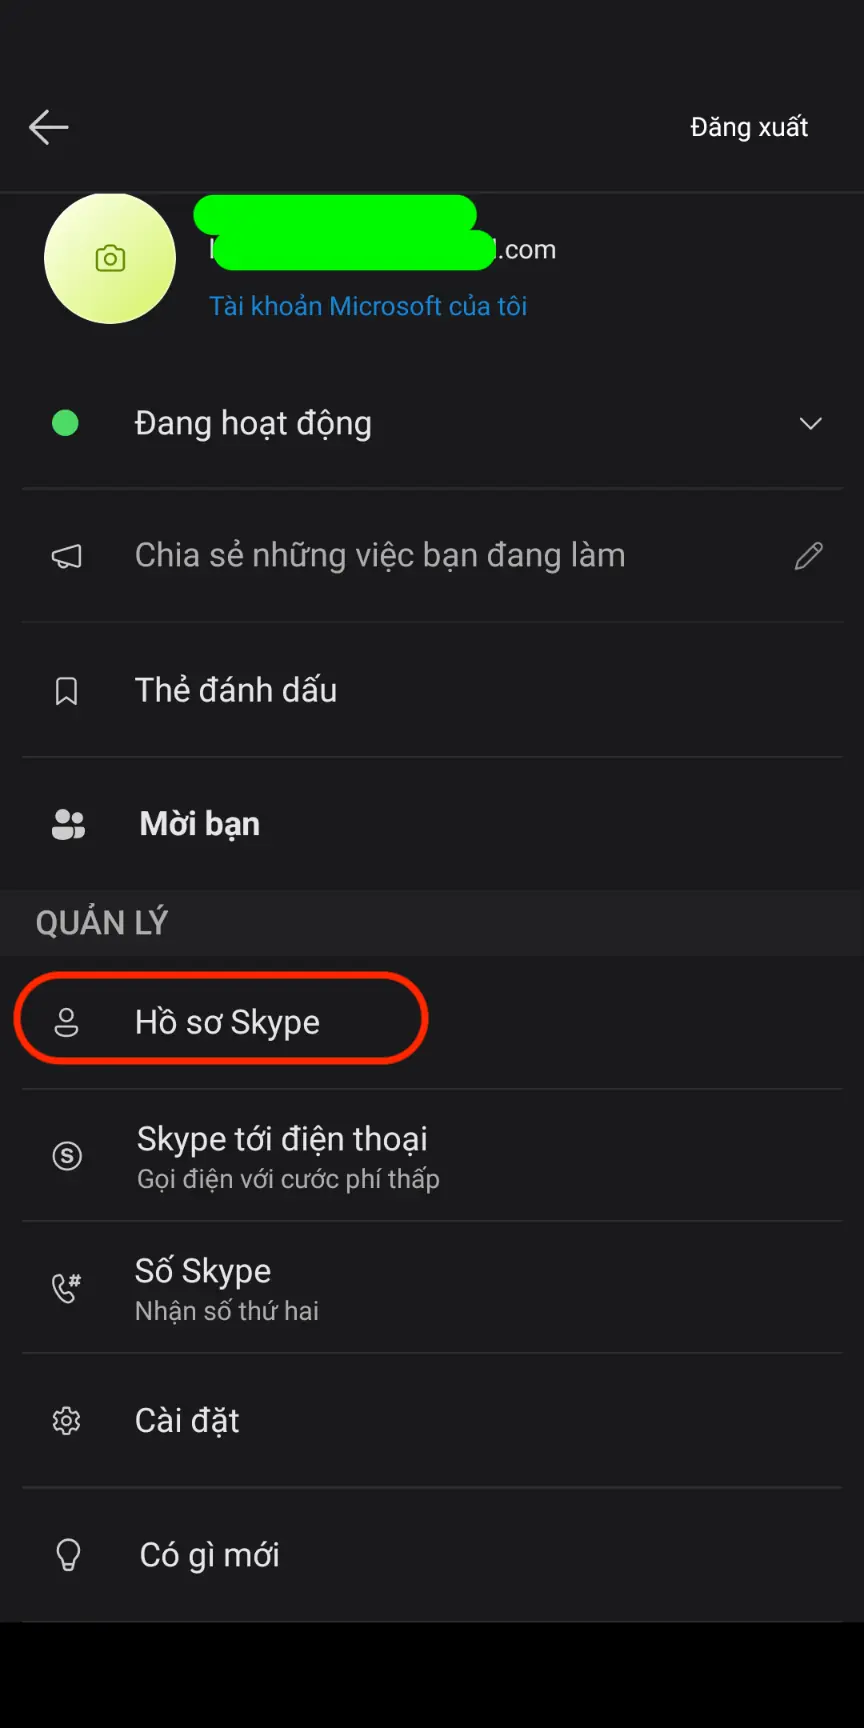 Đăng xuất
.com
Tài khoản Microsoft của tôi
Đang hoạt động
Chia sẻ những việc bạn đang làm
Thẻ đánh dấu
Mời bạn
QUẢN LÝ
Hồ sơ Skype
Skype tới điện thoại
Gọi điện với cước phí thấp
Số Skype
Nhận số thứ hai
Cài đặt
Có gì mới